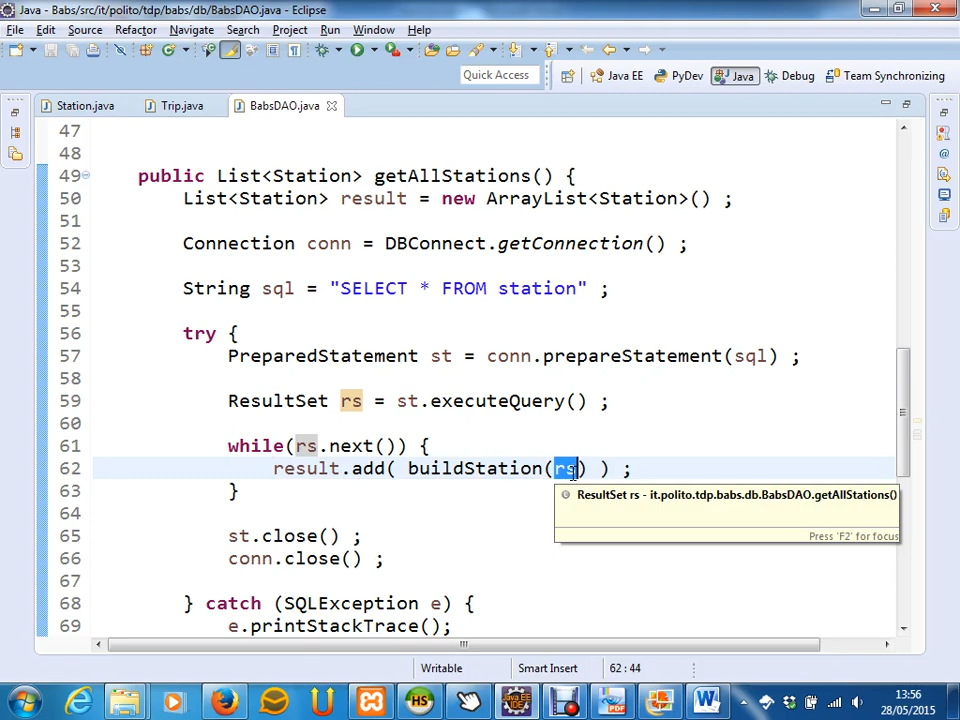 Java - Babs/src/it/polito/tdp/babs/db/BabsDAO.java - Eclipse
File Edit Source Refactor Navigate Search Project Run Window Help
Quick Access Java EE PyDev Java Debug Team Synchronizing
Station.java Trip.java BabsDAO.java
47
48
49 public List<Station> getAllStations() {
50 List<Station> result = new ArrayList<Station>() ;
51
52 Connection conn = DBConnect.getConnection() ;
53
54 String sql = "SELECT * FROM station" ;
55
56 try {
57 PreparedStatement st = conn.prepareStatement(sql) ;
58
59 ResultSet rs = st.executeQuery() ;
60
61 while(rs.next()) {
62 result.add( buildStation(rs) ) ;
63 }
ResultSet rs - it.polito.tdp.babs.db.BabsDAO.getAllStations()
Press 'F2' for focus
64
65 st.close() ;
66 conn.close() ;
67
68 } catch (SQLException e) {
69 e.printStackTrace();
Writable Smart Insert 62 : 44
13:56
28/05/2015